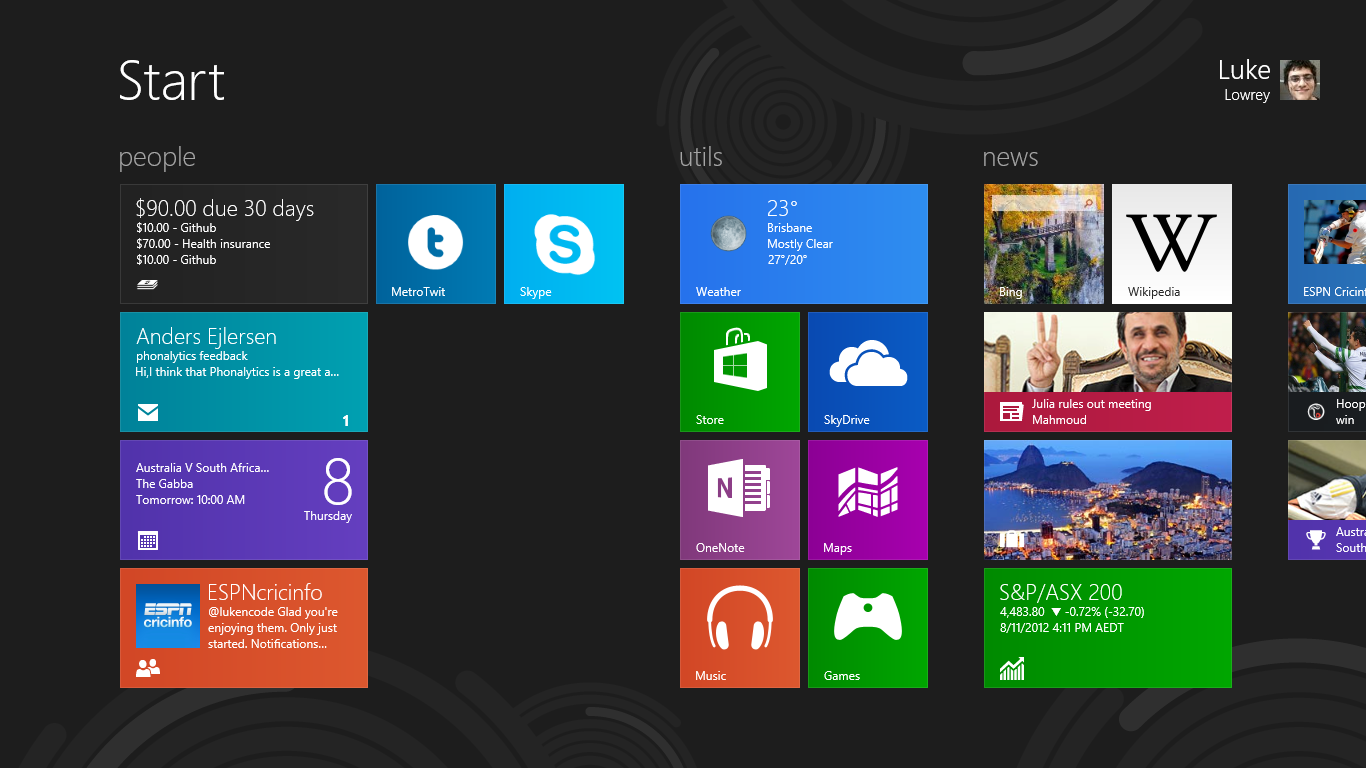 Start
Luke
Lowrey
people
$90.00 due 30 days
$10.00 - Github
$70.00 - Health insurance
$10.00 - Github
MetroTwit
S
Skype
Anders Ejlersen
phonalytics feedback
Hi,I think that Phonalytics is a great a...
1
Australia V South Africa...
The Gabba
Tomorrow: 10:00 AM
8
Thursday
ESPN
cricinfo
ESPNcricinfo
@lukencode Glad you're
enjoying them. Only just
started. Notifications...
utils
23°
Brisbane
Mostly Clear
27°/20°
Weather
Store
SkyDrive
N
OneNote
Maps
Music
Games
news
Bing
W
Wikipedia
Julia rules out meeting
Mahmoud
S&P/ASX 200
4,483.80 ▼ -0.72% (-32.70)
8/11/2012 4:11 PM AEDT
ESPN Cricinf
Hoop
win
Austra
South